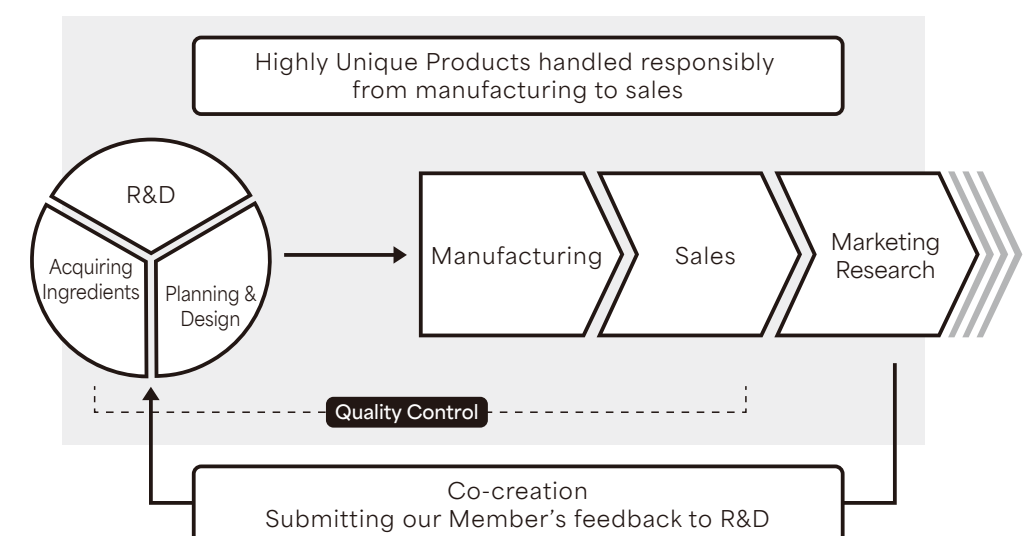 Highly Unique Products handled responsibly
from manufacturing to sales
R&D
Acquiring
Ingredients
Planning &
Design
Manufacturing
Sales
Marketing
Research
Quality Control
Co-creation
Submitting our Member’s feedback to R&D